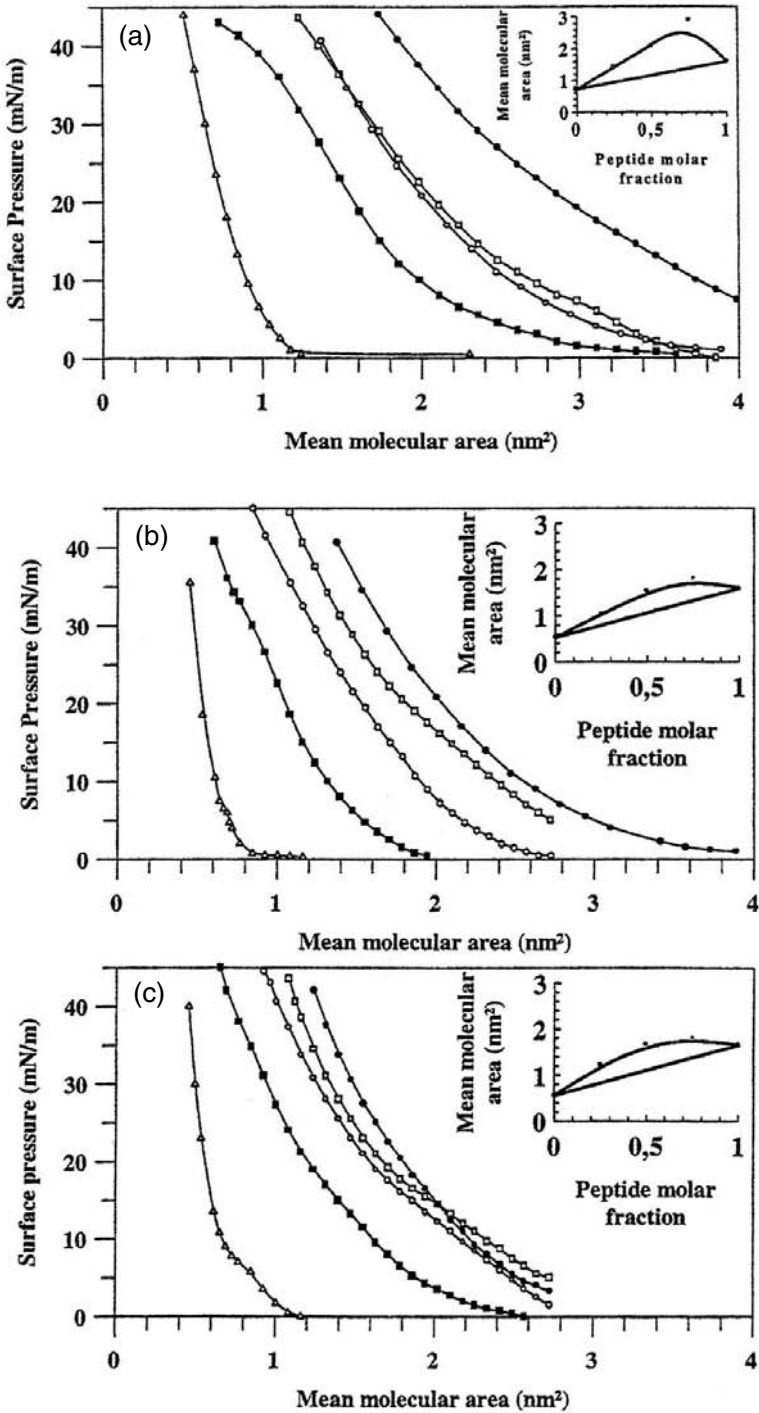 (a)
Surface Pressure (mN/m)
40
30
20
10
0
0 1 2 3 4
Mean molecular area (nm²)
Mean molecular
area (nm²)
3
2
1
0
0 0,5 1
Peptide molar
fraction
(b)
Surface Pressure (mN/m)
40
30
20
10
0
0 1 2 3 4
Mean molecular area (nm²)
Mean molecular
area (nm²)
3
2
1
0
0 0,5 1
Peptide molar
fraction
(c)
Surface pressure (mN/m)
40
30
20
10
0
0 1 2 3 4
Mean molecular area (nm²)
Mean molecular
area (nm²)
3
2
1
0
0 0,5 1
Peptide molar
fraction